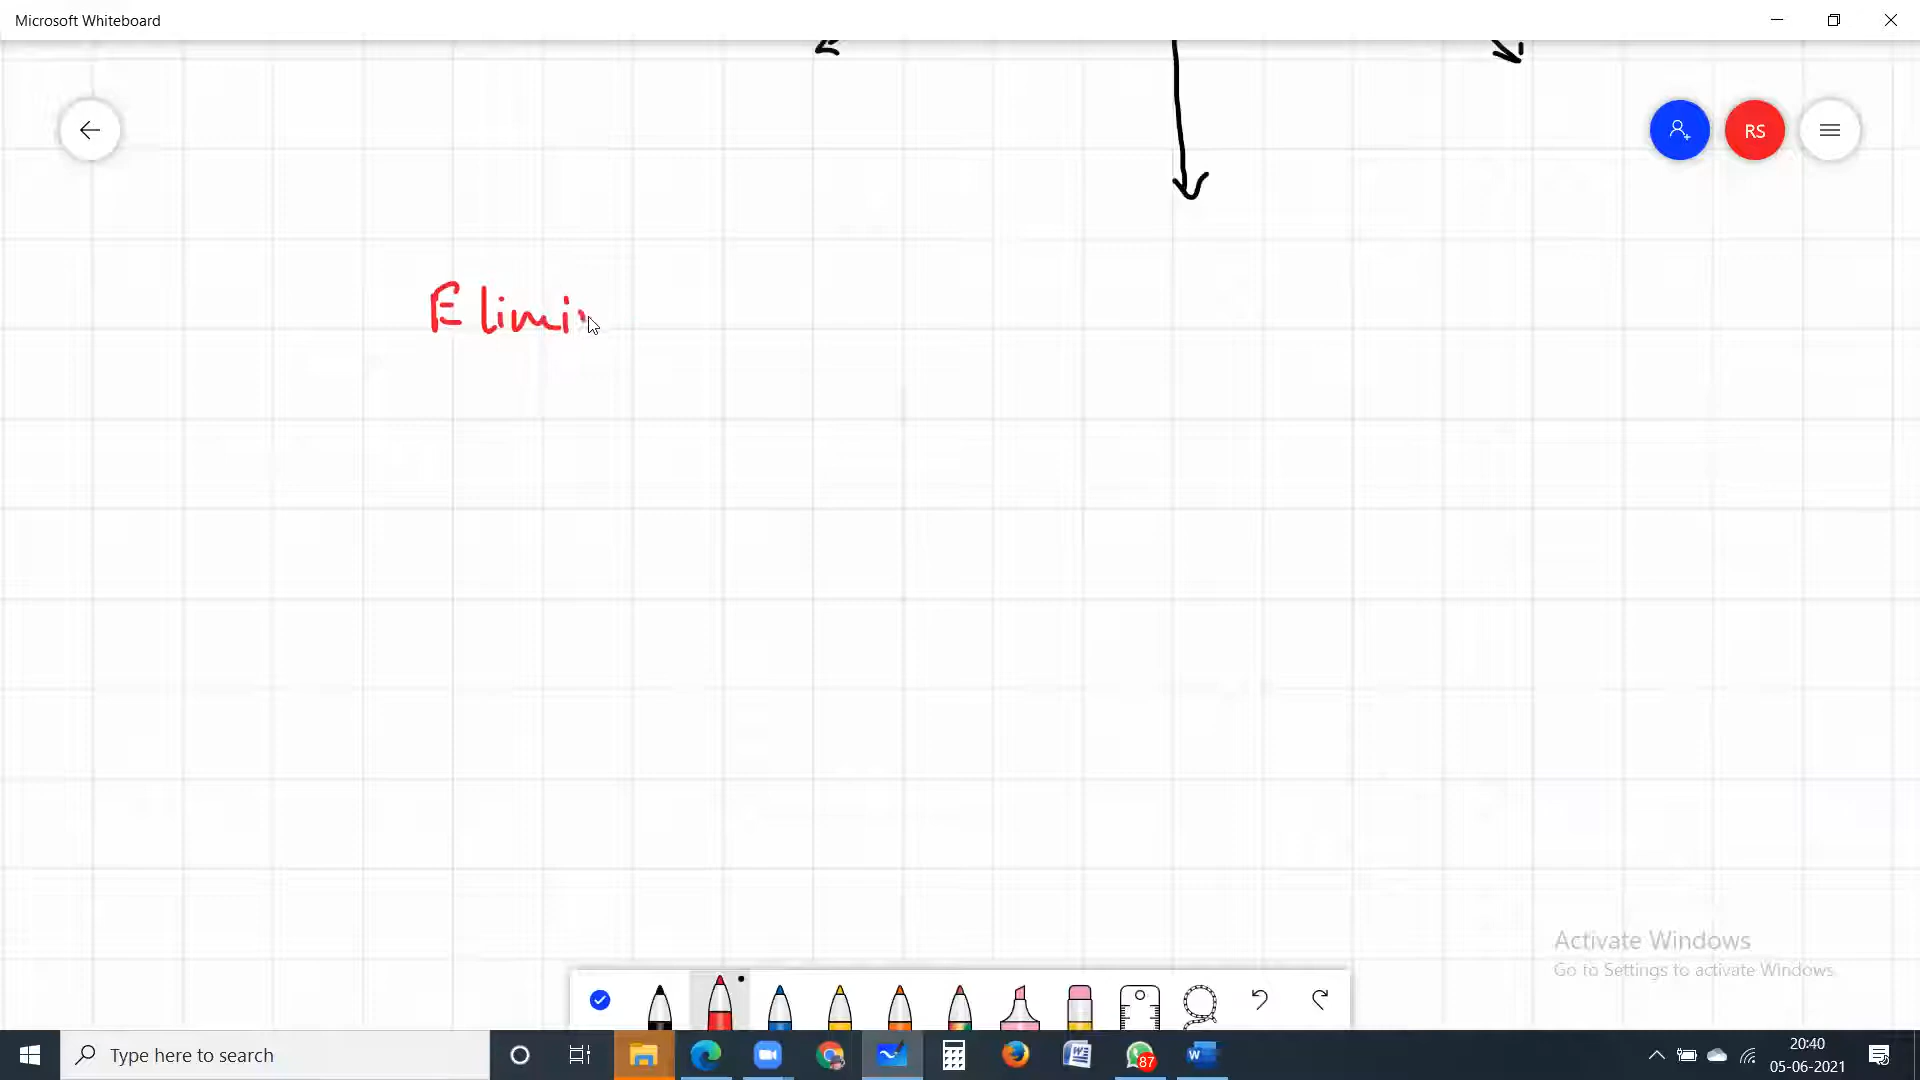 Microsoft Whiteboard
RS
Elimi
Activate Windows
Go to Settings to activate Windows.
Type here to search
87
20:40
05-06-2021